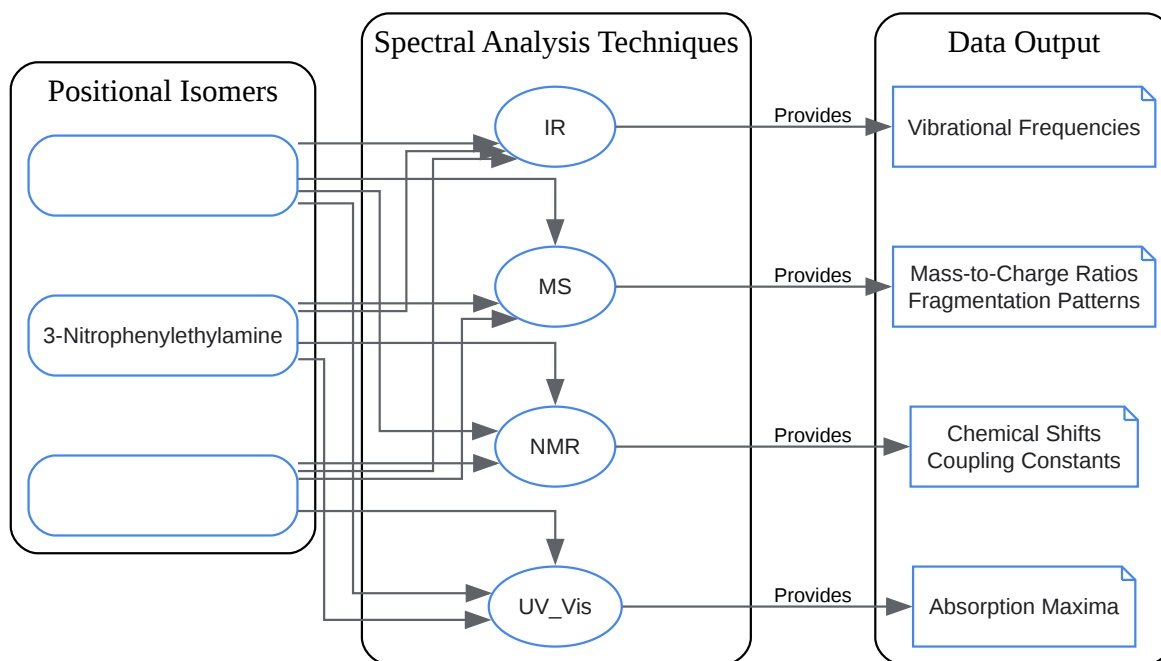 Positional Isomers
3-Nitrophenylethylamine
Spectral Analysis Techniques
IR
MS
NMR
UV_Vis
Provides
Provides
Provides
Provides
Data Output
Vibrational Frequencies
Mass-to-Charge Ratios
Fragmentation Patterns
Chemical Shifts
Coupling Constants
Absorption Maxima